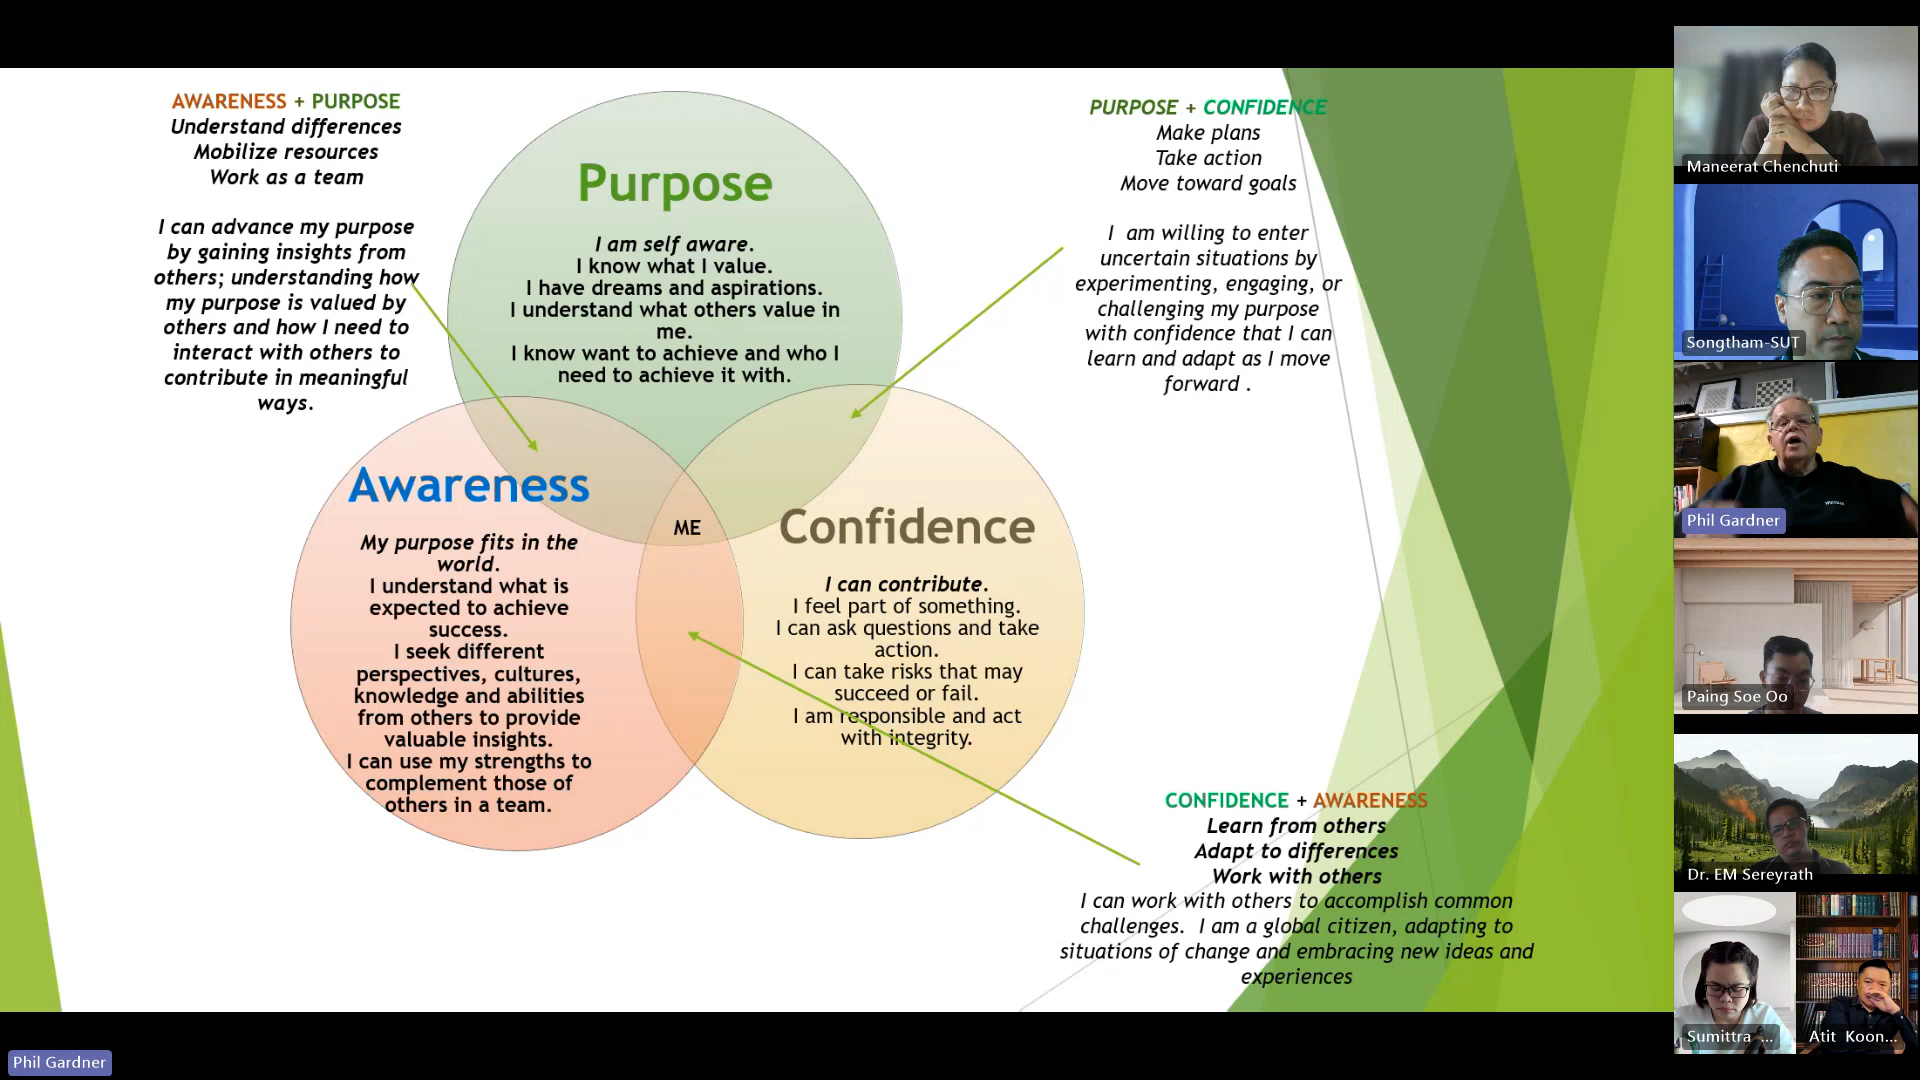 AWARENESS + PURPOSE
Understand differences
Mobilize resources
Work as a team
I can advance my purpose
by gaining insights from
others; understanding how
my purpose is valued by
others and how I need to
interact with others to
contribute in meaningful
ways.
Purpose
I am self aware.
I know what I value.
I have dreams and aspirations.
I understand what others value in
me.
I know want to achieve and who I
need to achieve it with.
PURPOSE + CONFIDENCE
Make plans
Take action
Move toward goals
I am willing to enter
uncertain situations by
experimenting, engaging, or
challenging my purpose
with confidence that I can
learn and adapt as I move
forward .
Awareness
My purpose fits in the
world.
I understand what is
expected to achieve
success.
I seek different
perspectives, cultures,
knowledge and abilities
from others to provide
valuable insights.
I can use my strengths to
complement those of
others in a team.
ME
Confidence
I can contribute.
I feel part of something.
I can ask questions and take
action.
I can take risks that may
succeed or fail.
I am responsible and act
with integrity.
CONFIDENCE + AWARENESS
Learn from others
Adapt to differences
Work with others
I can work with others to accomplish common
challenges. I am a global citizen, adapting to
situations of change and embracing new ideas and
experiences
Maneerat Chenchuti
Songtham-SUT
Phil Gardner
Paing Soe Oo
Dr. EM Sereyrath
Sumittra ...
Atit Koon...
Phil Gardner